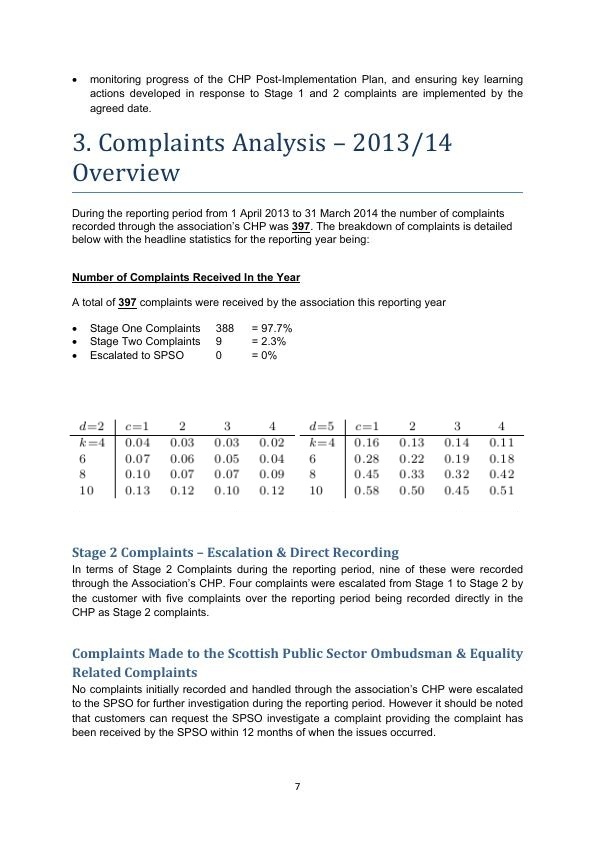 • monitoring progress of the CHP Post-Implementation Plan, and ensuring key learning
actions developed in response to Stage 1 and 2 complaints are implemented by the
agreed date.
3. Complaints Analysis – 2013/14
Overview
During the reporting period from 1 April 2013 to 31 March 2014 the number of complaints
recorded through the association's CHP was 397. The breakdown of complaints is detailed
below with the headline statistics for the reporting year being:
Number of Complaints Received In the Year
A total of 397 complaints were received by the association this reporting year
• Stage One Complaints 388 = 97.7%
• Stage Two Complaints 9 = 2.3%
• Escalated to SPSO 0 = 0%
d=2 c=1 2 3 4 d=5 c=1 2 3 4
k=4 0.04 0.03 0.03 0.02 k=4 0.16 0.13 0.14 0.11
6 0.07 0.06 0.05 0.04 6 0.28 0.22 0.19 0.18
8 0.10 0.07 0.07 0.09 8 0.45 0.33 0.32 0.42
10 0.13 0.12 0.10 0.12 10 0.58 0.50 0.45 0.51
Stage 2 Complaints – Escalation & Direct Recording
In terms of Stage 2 Complaints during the reporting period, nine of these were recorded
through the Association's CHP. Four complaints were escalated from Stage 1 to Stage 2 by
the customer with five complaints over the reporting period being recorded directly in the
CHP as Stage 2 complaints.
Complaints Made to the Scottish Public Sector Ombudsman & Equality
Related Complaints
No complaints initially recorded and handled through the association's CHP were escalated
to the SPSO for further investigation during the reporting period. However it should be noted
that customers can request the SPSO investigate a complaint providing the complaint has
been received by the SPSO within 12 months of when the issues occurred.
7